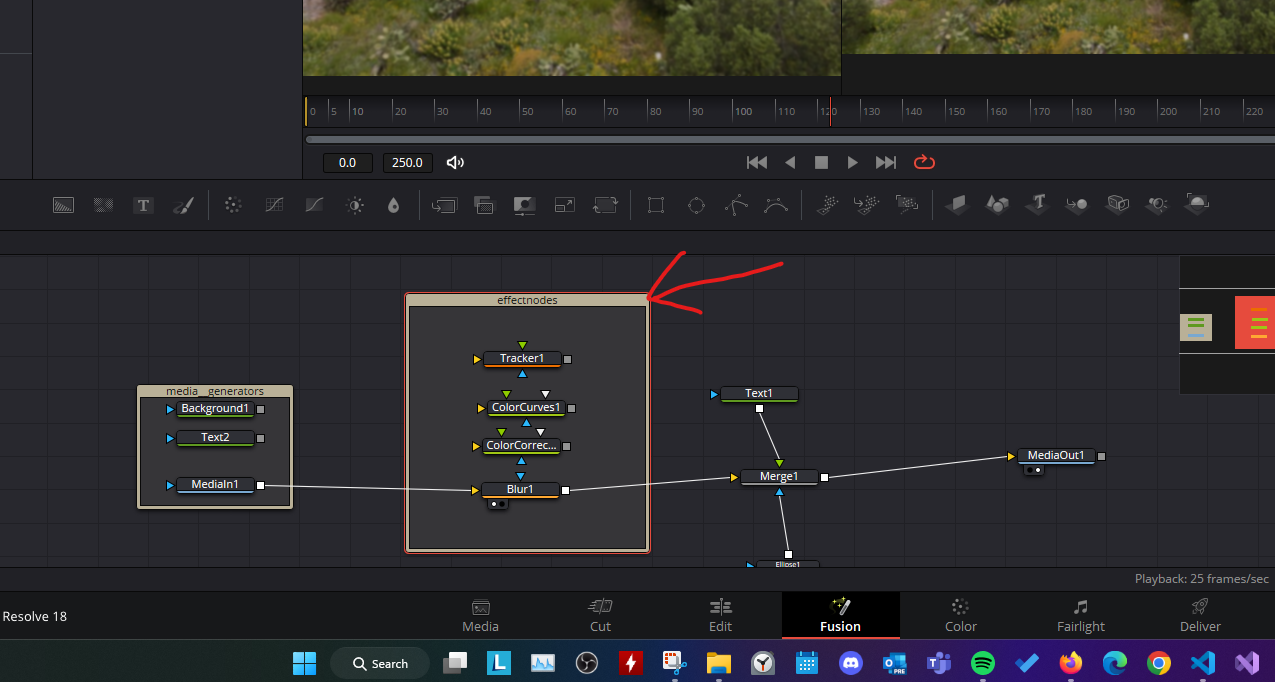 0 5 10 20 30 40 50 60 70 80 90 100 110 120 130 140 150 160 170 180 190 200 210 220
0.0 250.0
T
T
effectnodes
Tracker1
media__generators
Text1
Background1
ColorCurves1
Text2
ColorCorrec...
MediaOut1
Merge1
MediaIn1
Blur1
Ellipse1
Playback: 25 frames/sec
Resolve 18
Media Cut Edit Fusion Color Fairlight Deliver
Search
L
PRE